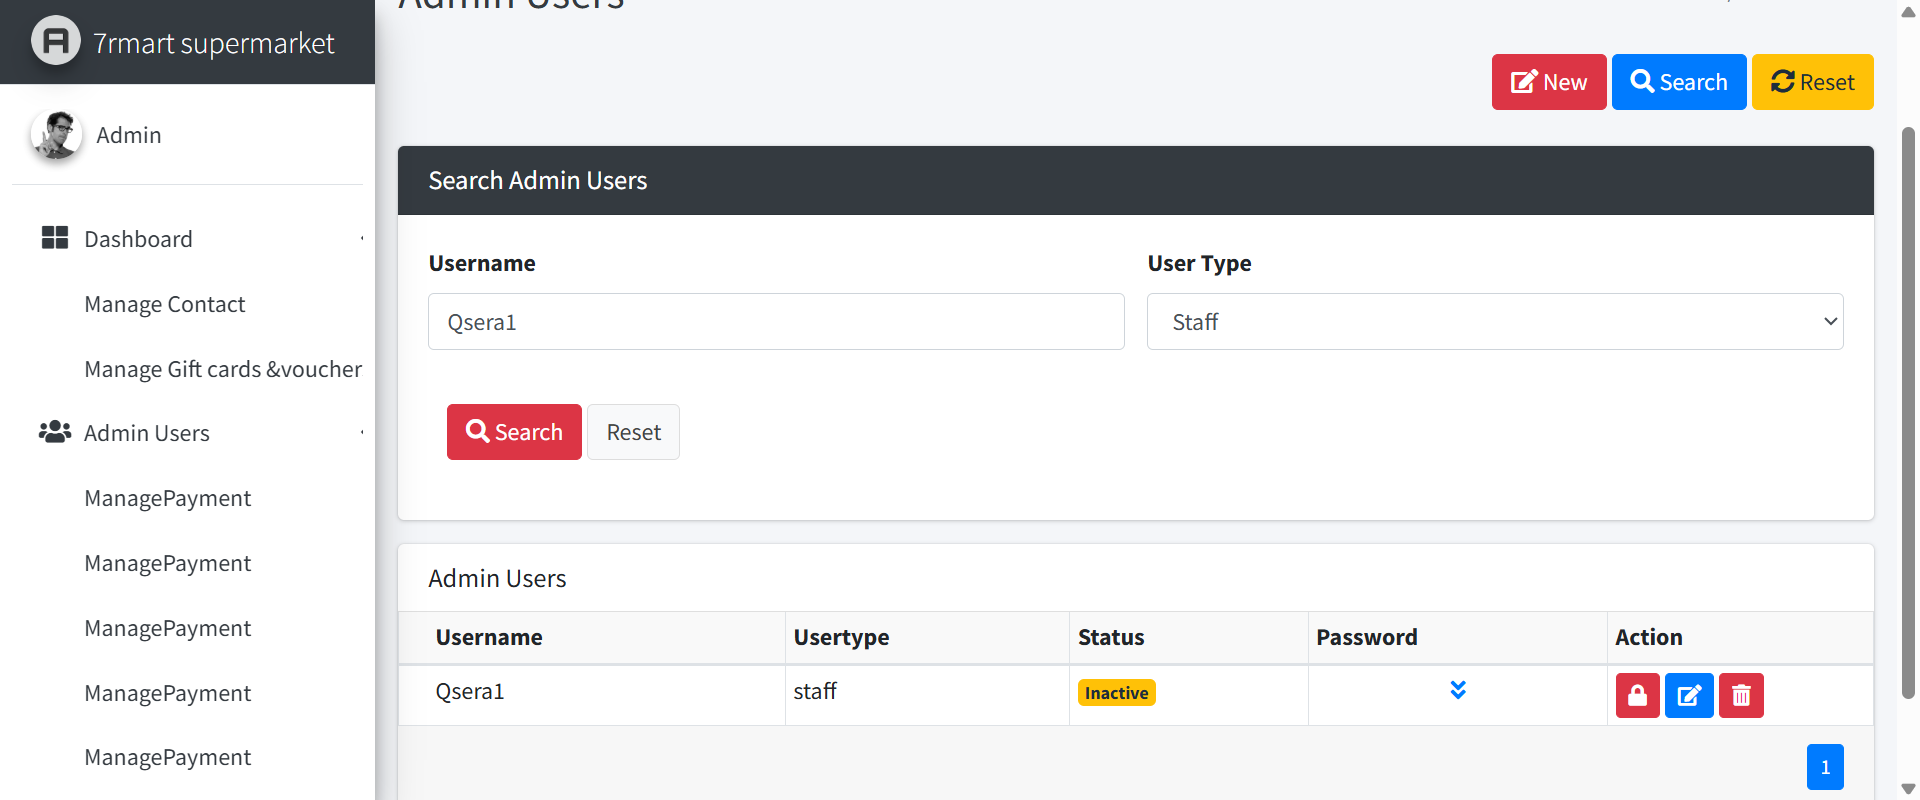 Admin Users
7rmart supermarket
New
Search
Reset
Admin
Search Admin Users
Dashboard
Username
User Type
Manage Contact
Qsera1
Staff
Manage Gift cards &voucher
Admin Users
Search
Reset
ManagePayment
ManagePayment
ManagePayment
ManagePayment
ManagePayment
Admin Users
Username Usertype Status Password Action
Qsera1 staff Inactive
1